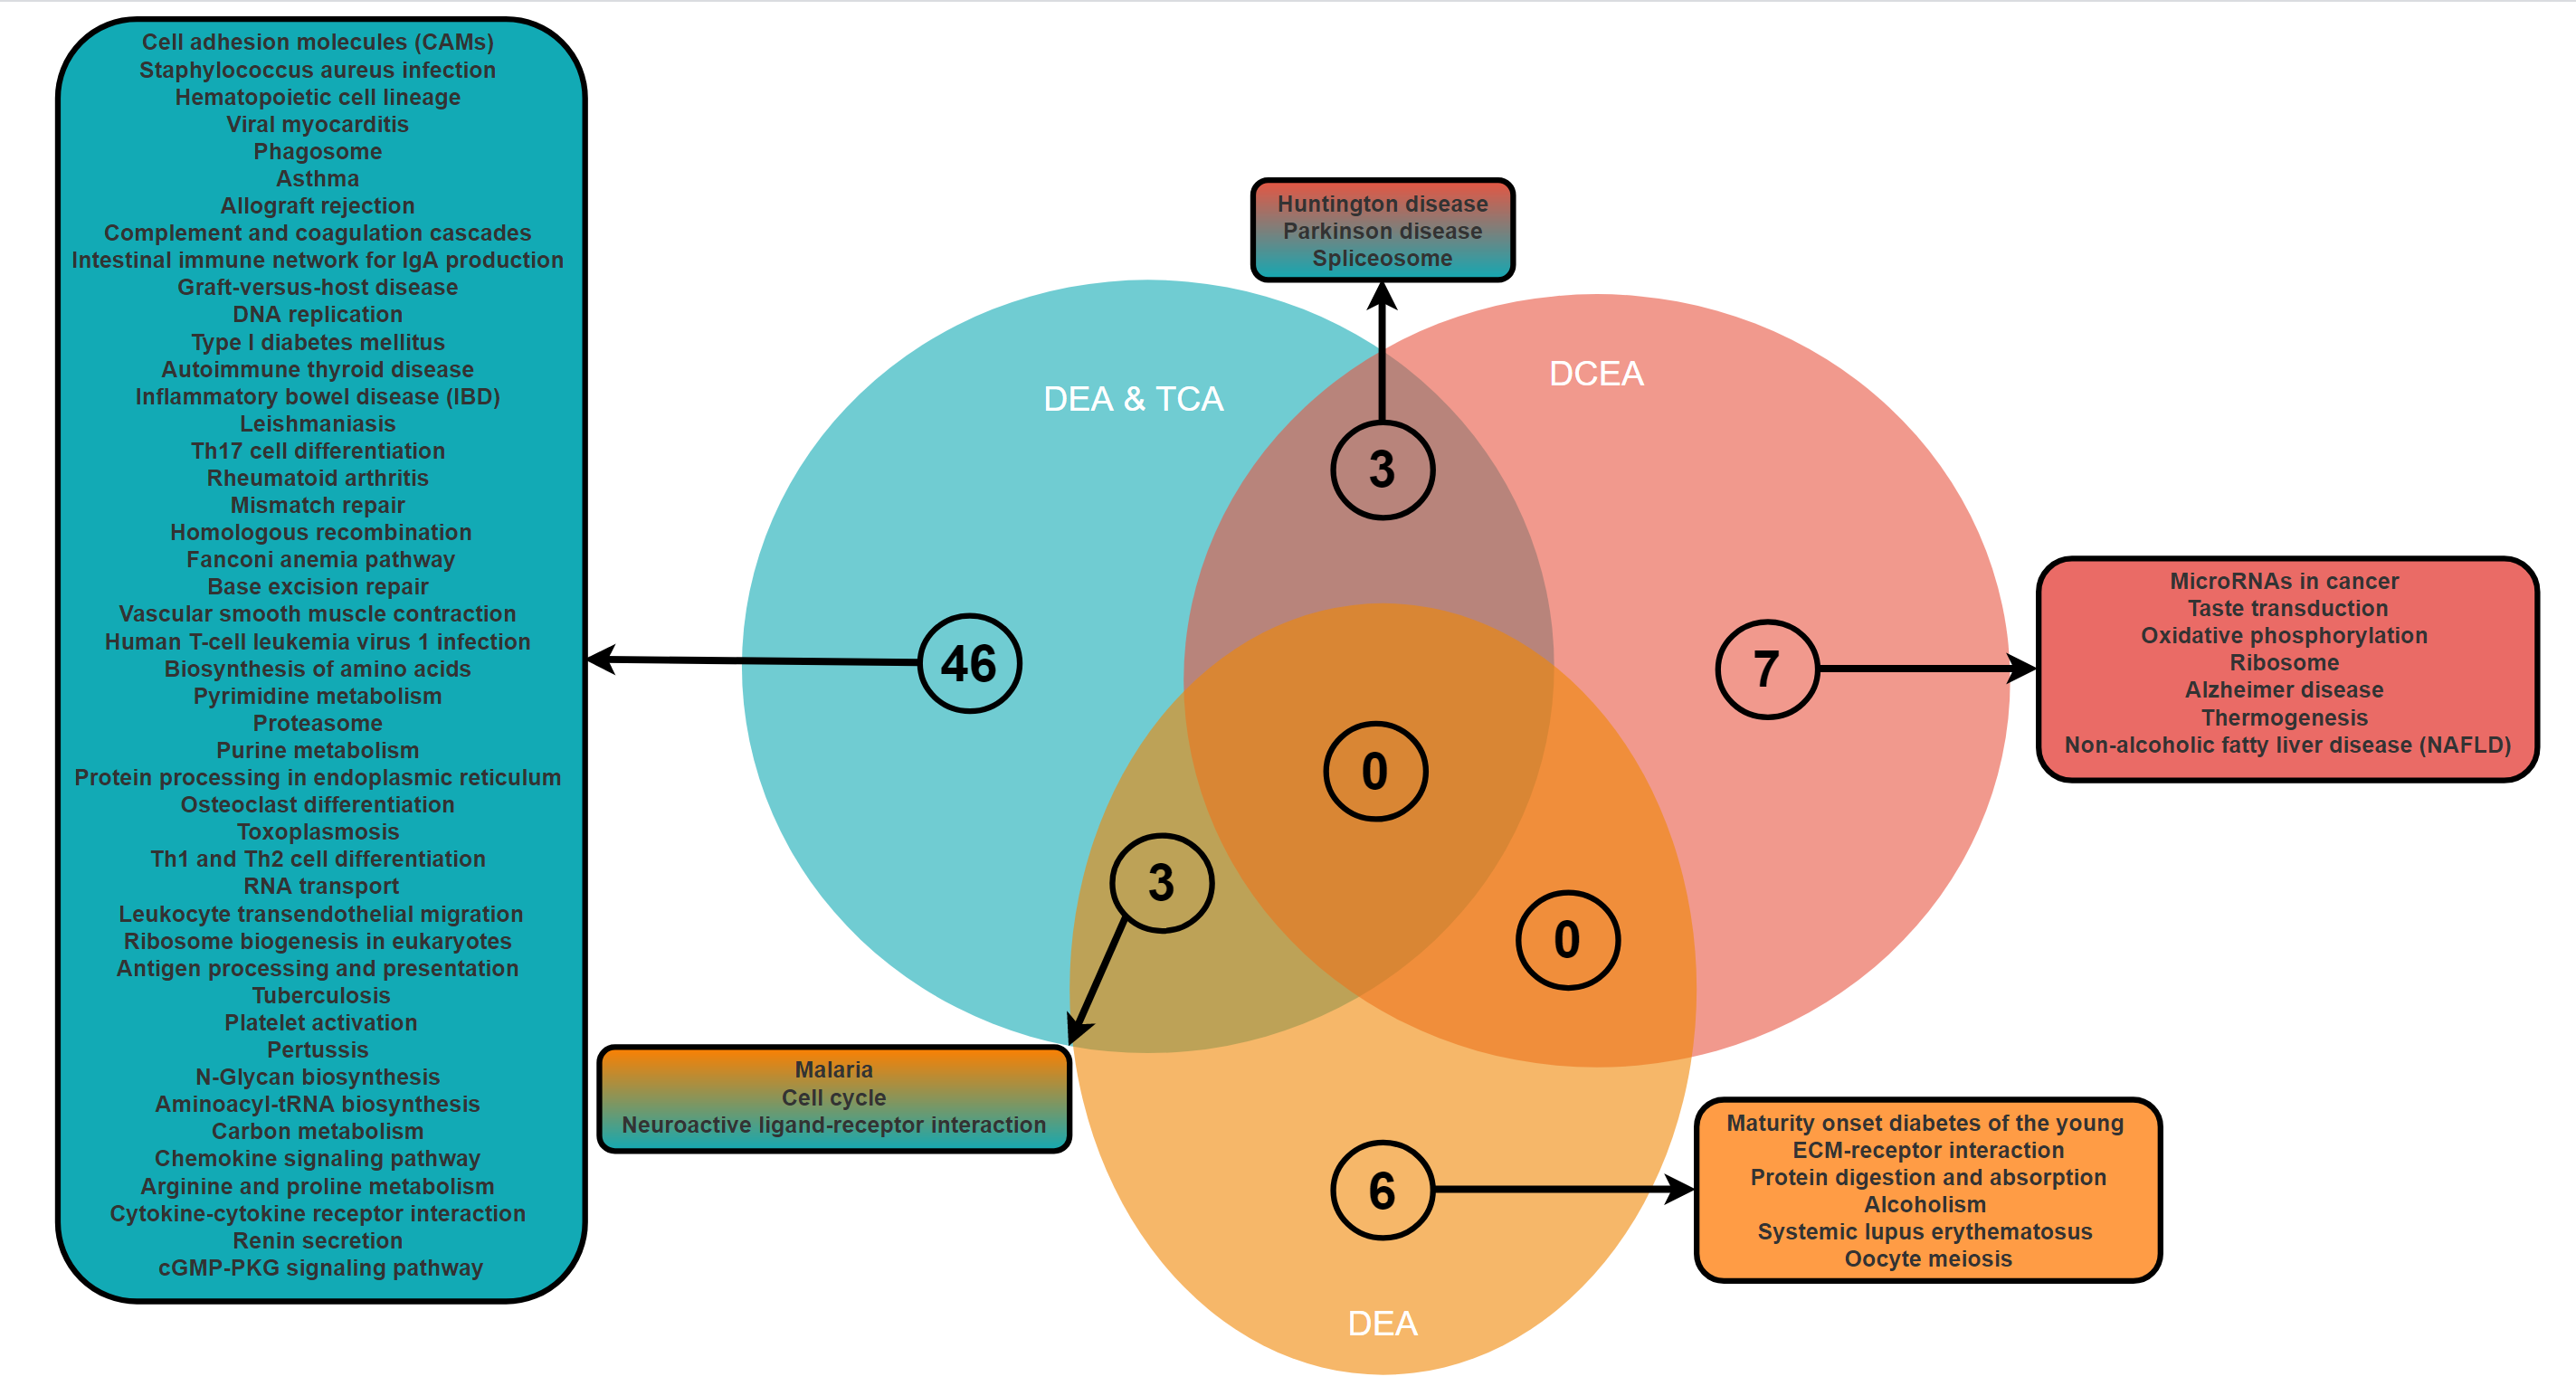 Cell adhesion molecules (CAMs)
Staphylococcus aureus infection
Hematopoietic cell lineage
Viral myocarditis
Phagosome
Asthma
Allograft rejection
Complement and coagulation cascades
Intestinal immune network for IgA production
Graft-versus-host disease
DNA replication
Type I diabetes mellitus
Autoimmune thyroid disease
Inflammatory bowel disease (IBD)
Leishmaniasis
Th17 cell differentiation
Rheumatoid arthritis
Mismatch repair
Homologous recombination
Fanconi anemia pathway
Base excision repair
Vascular smooth muscle contraction
Human T-cell leukemia virus 1 infection
Biosynthesis of amino acids
Pyrimidine metabolism
Proteasome
Purine metabolism
Protein processing in endoplasmic reticulum
Osteoclast differentiation
Toxoplasmosis
Th1 and Th2 cell differentiation
RNA transport
Leukocyte transendothelial migration
Ribosome biogenesis in eukaryotes
Antigen processing and presentation
Tuberculosis
Platelet activation
Pertussis
N-Glycan biosynthesis
Aminoacyl-tRNA biosynthesis
Carbon metabolism
Chemokine signaling pathway
Arginine and proline metabolism
Cytokine-cytokine receptor interaction
Renin secretion
cGMP-PKG signaling pathway
Huntington disease
Parkinson disease
Spliceosome
DEA & TCA
DCEA
3
46
7
MicroRNAs in cancer
Taste transduction
Oxidative phosphorylation
Ribosome
Alzheimer disease
Thermogenesis
Non-alcoholic fatty liver disease (NAFLD)
0
3
0
Malaria
Cell cycle
Neuroactive ligand-receptor interaction
6
Maturity onset diabetes of the young
ECM-receptor interaction
Protein digestion and absorption
Alcoholism
Systemic lupus erythematosus
Oocyte meiosis
DEA